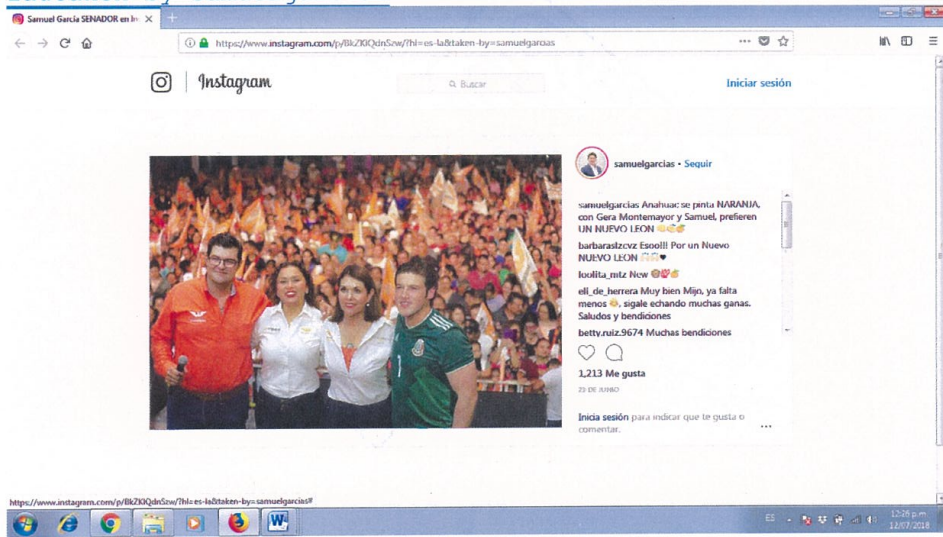 Samuel García SENADOR en In
https://www.instagram.com/p/BkZKlQdnSzw/?hl=es-la&taken-by=samuelgarcias
Instagram
Buscar
Iniciar sesión
samuelgarcias • Seguir
samuelgarcias Anahuac se pinta NARANJA,
con Gera Montemayor y Samuel, prefieren
UN NUEVO LEON
barbaraslzcvz Esooll! Por un Nuevo
NUEVO LEON
loolita_mtz New
eli_de_herrera Muy bien Mijo, ya falta
menos, sigale echando muchas ganas.
Saludos y bendiciones
betty.ruiz.9674 Muchas bendiciones
1,213 Me gusta
22 DE JUNIO
Inicia sesión para indicar que te gusta o
comentar.
https://www.instagram.com/p/BkZKlQdnSzw/?hl=es-la&taken-by=samuelgarcias#
ES
12:28 p.m.
12/07/2018